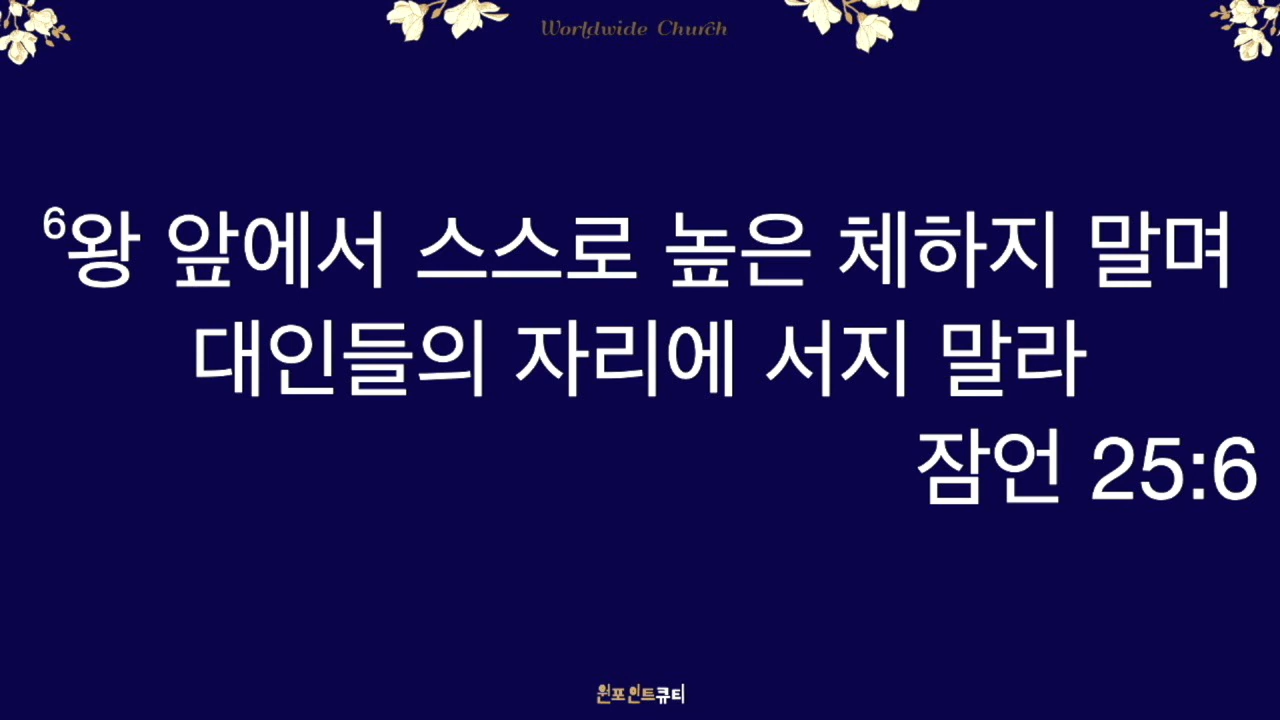 Worldwide Church
⁶왕 앞에서 스스로 높은 체하지 말며
대인들의 자리에 서지 말라
잠언 25:6
원포인트큐티